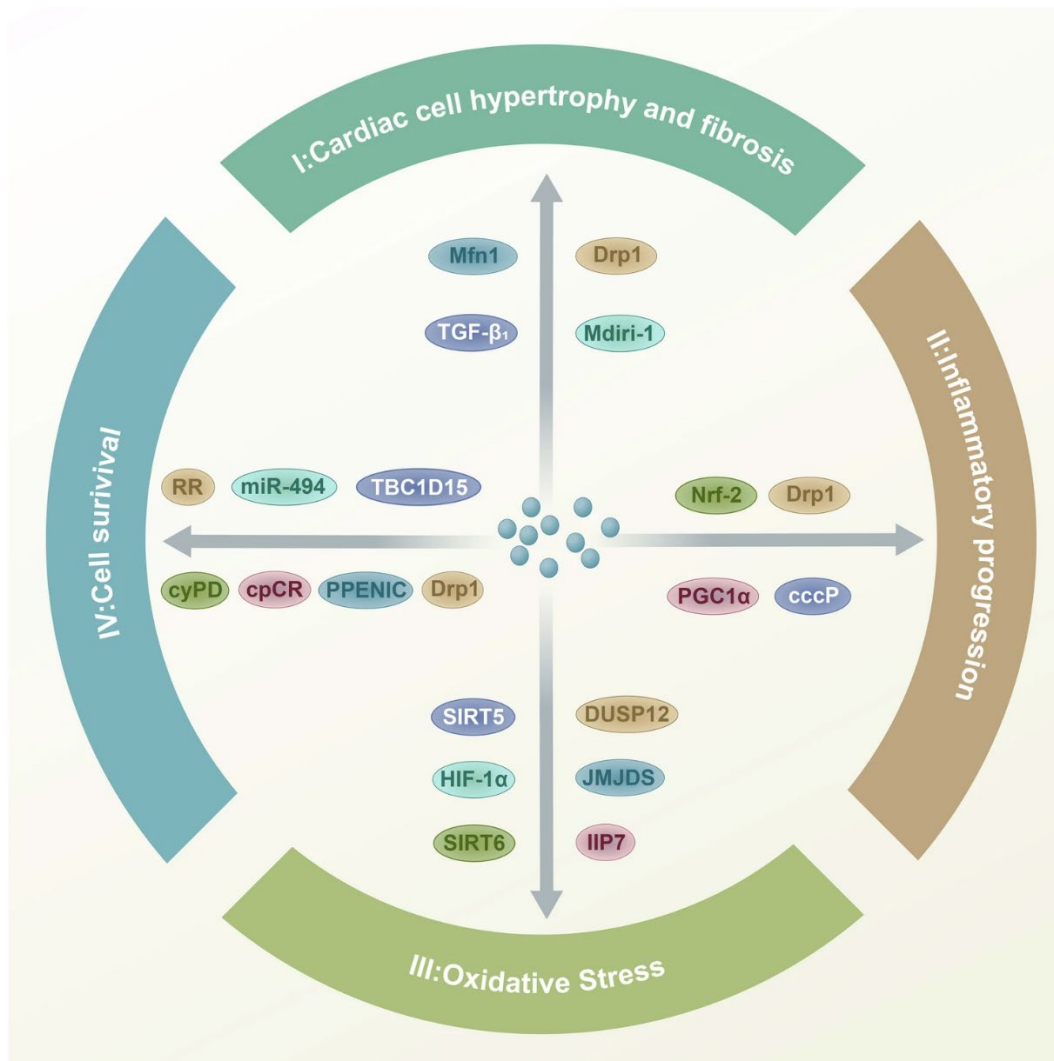 I:Cardiac cell hypertrophy and fibrosis
Mfn1 Drp1
TGF-β₁ Mdiri-1
II:Inflammatory progression
Nrf-2 Drp1
PGC1α cccP
III:Oxidative Stress
SIRT5 DUSP12
HIF-1α JMJDS
SIRT6 IIP7
IV:Cell surivival
RR miR-494 TBC1D15
cyPD cpCR PPENIC Drp1